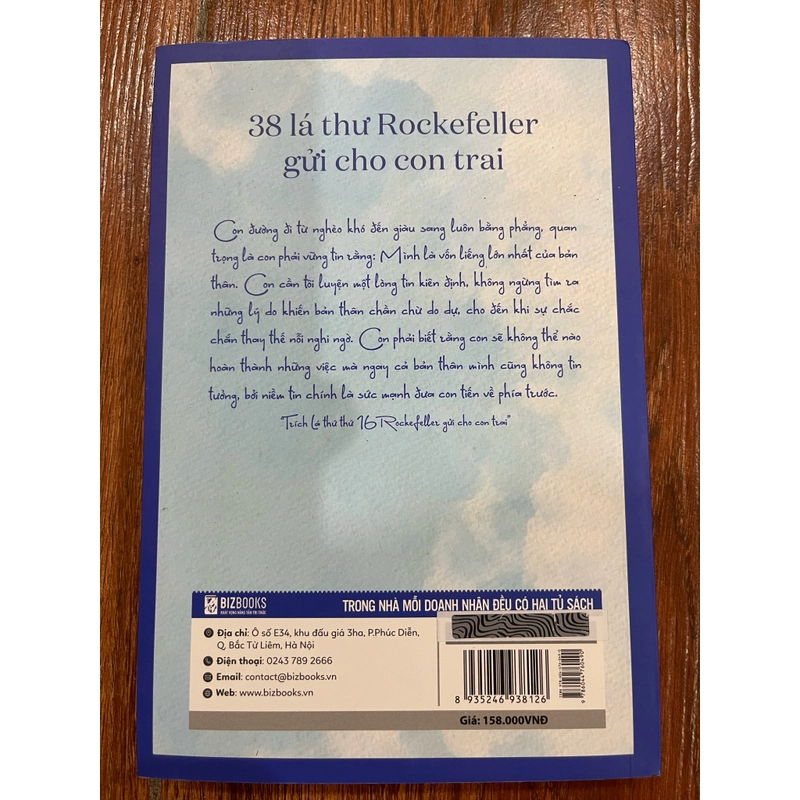 38 lá thư Rockefeller
gửi cho con trai
Con đường đi từ nghèo khó đến giàu sang luôn bằng phẳng, quan
trọng là con phải vững tin rằng: Mình là vốn liếng lớn nhất của bản
thân. Con cần tôi luyện một lòng tin kiên định, không ngừng tìm ra
những lý do khiến bản thân chần chừ do dự, cho đến khi sự chắc
chắn thay thế nỗi nghi ngờ. Con phải biết rằng con sẽ không thể nào
hoàn thành những việc mà ngay cả bản thân mình cũng không tin
tưởng, bởi niềm tin chính là sức mạnh đưa con tiến về phía trước.
"Trích Lá thứ thứ 16 Rockefeller gửi cho con trai"
BIZBOOKS
TRONG NHÀ MỖI DOANH NHÂN ĐỀU CÓ HAI TỦ SÁCH
Địa chỉ: Ô số E34, khu đấu giá 3ha, P.Phúc Diễn,
Q, Bắc Từ Liêm, Hà Nội
Điện thoại: 0243 789 2666
Email: contact@bizbooks.vn
Web: www.bizbooks.vn
8 935246 938126
9 786044 760490
Giá: 158.000VNĐ